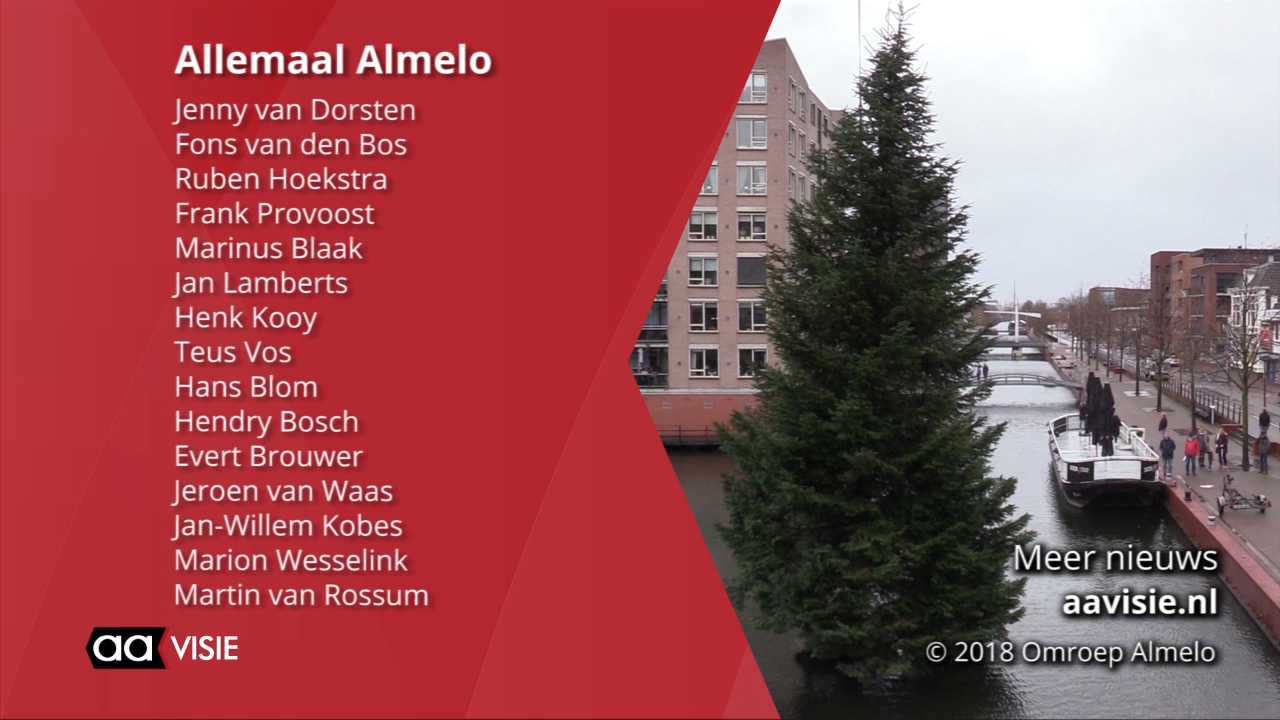 Allemaal Almelo
Jenny van Dorsten
Fons van den Bos
Ruben Hoekstra
Frank Provoost
Marinus Blaak
Jan Lamberts
Henk Kooy
Teus Vos
Hans Blom
Hendry Bosch
Evert Brouwer
Jeroen van Waas
Jan-Willem Kobes
Marion Wesselink
Martin van Rossum
aa VISIE
Meer nieuws
aavisie.nl
© 2018 Omroep Almelo